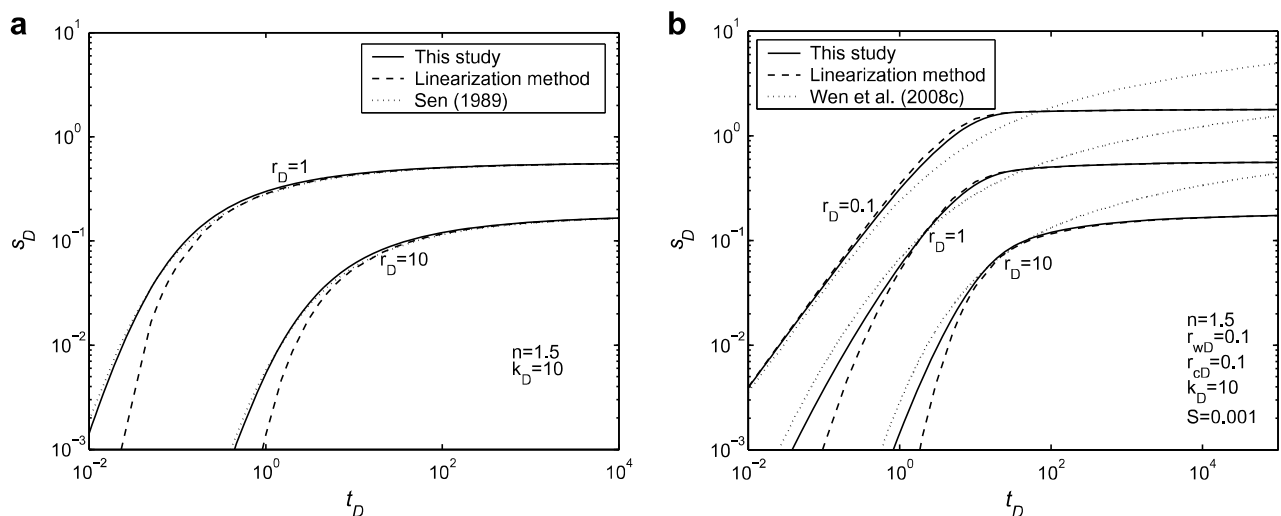 a
10^1
10^0
10^-1
10^-2
10^-3
s_D
This study
Linearization method
Sen (1989)
r_D=1
r_D=10
n=1.5
k_D=10
10^-2
10^0
10^2
10^4
t_D
b
10^1
10^0
10^-1
10^-2
10^-3
s_D
This study
Linearization method
Wen et al. (2008c)
r_D=0.1
r_D=1
r_D=10
n=1.5
r_wD=0.1
r_cD=0.1
k_D=10
S=0.001
10^-2
10^0
10^2
10^4
t_D